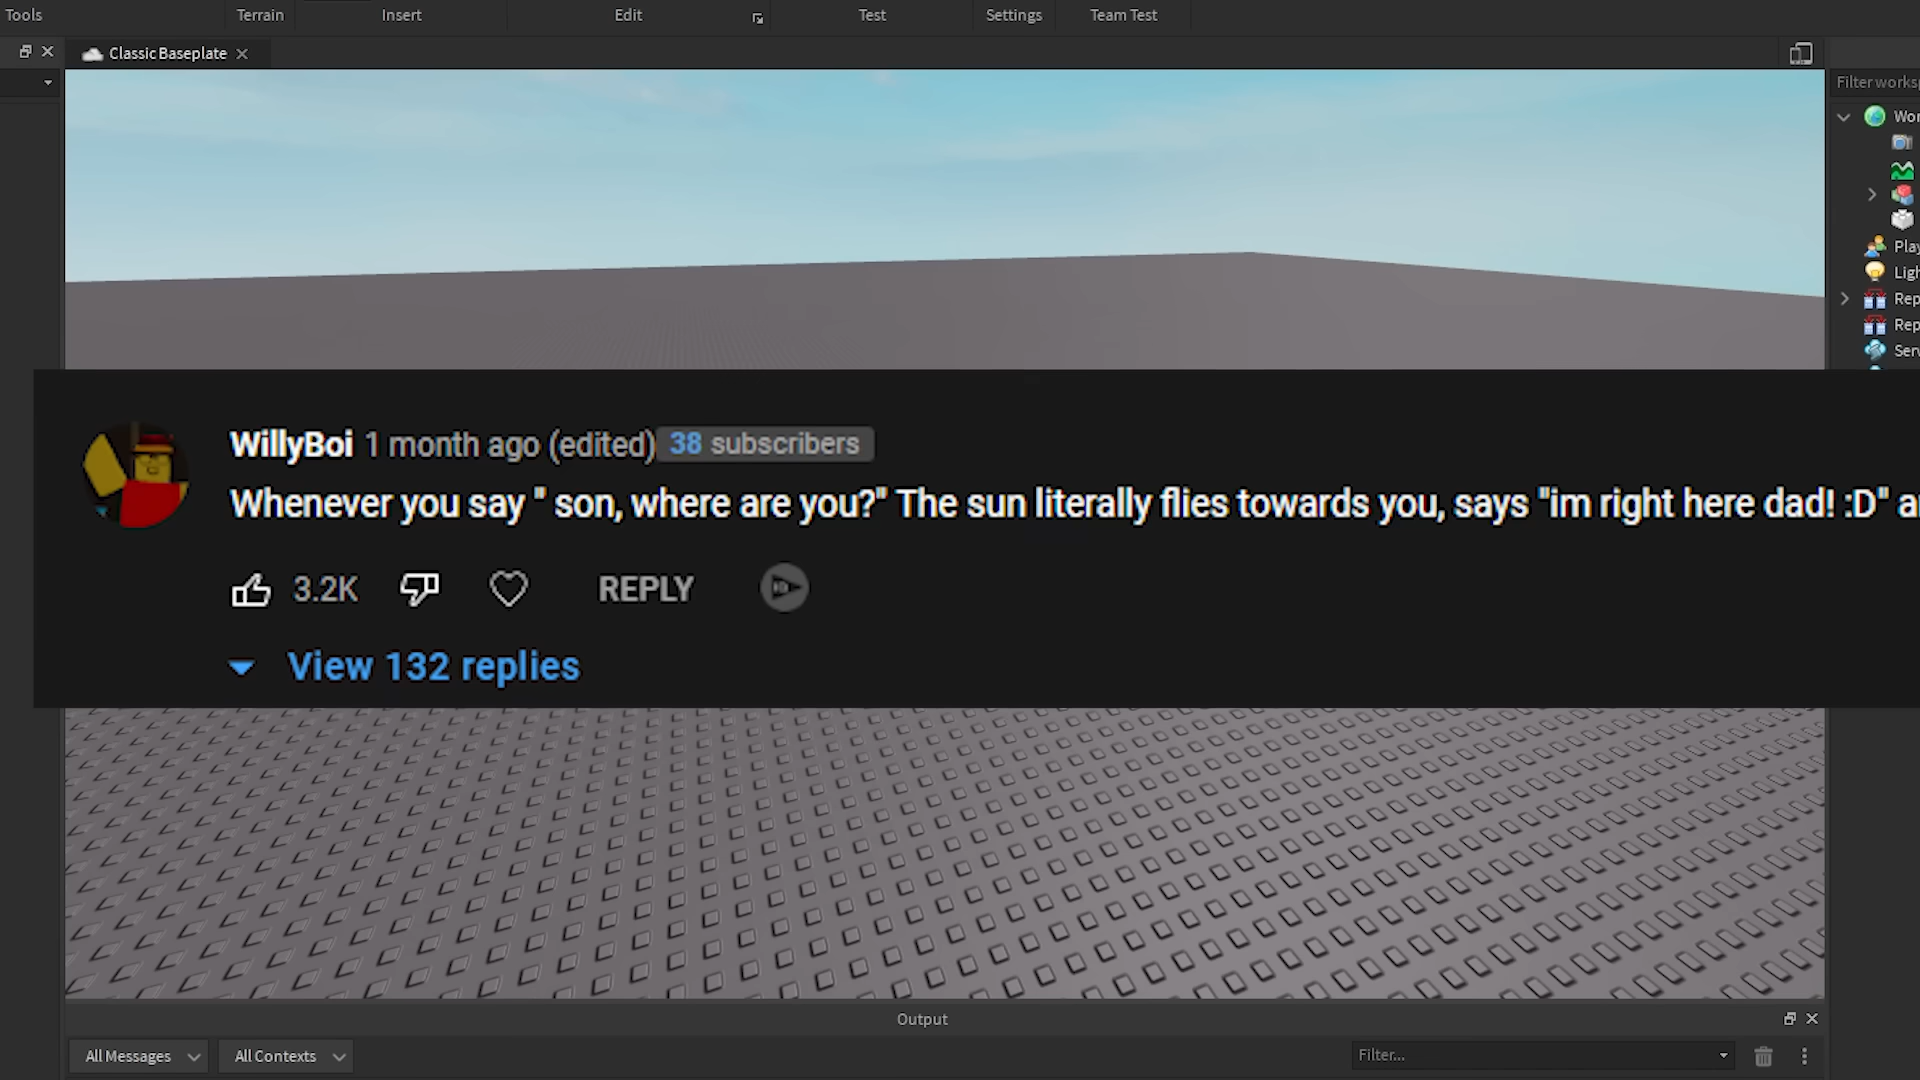 Tools Terrain Insert Edit Test Settings Team Test
Classic Baseplate
WillyBoi 1 month ago (edited) 38 subscribers
Whenever you say " son, where are you?" The sun literally flies towards you, says "im right here dad! :D"
3.2K REPLY
View 132 replies
Output
All Messages All Contexts Filter...